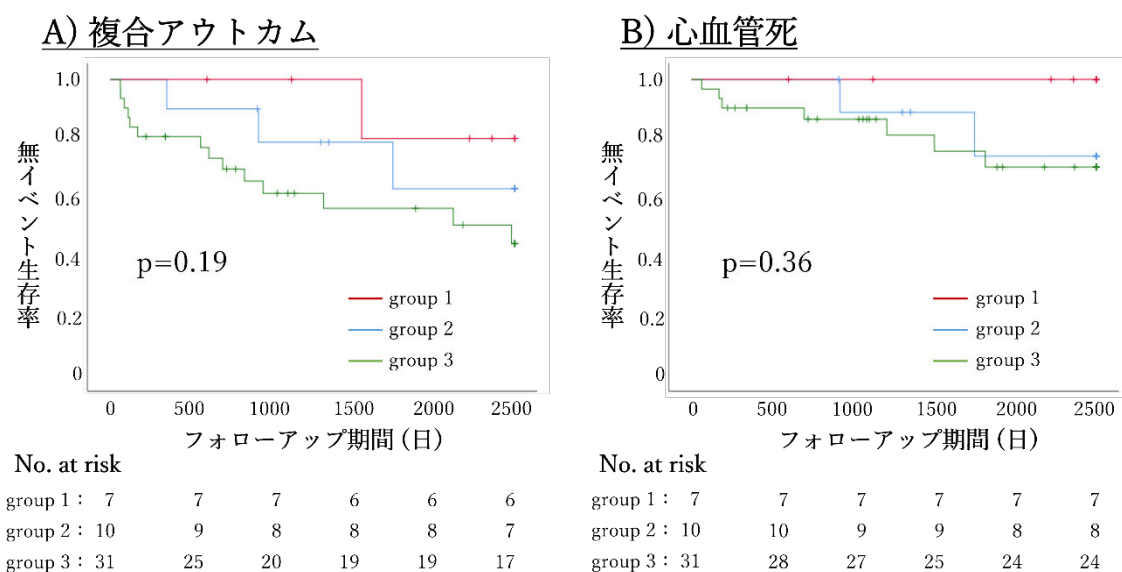 A) 複合アウトカム
1.0
0.8
0.6
0.4
0.2
0
無イベント生存率
p=0.19
group 1
group 2
group 3
0 500 1000 1500 2000 2500
フォローアップ期間 (日)
No. at risk
group 1： 7 7 7 6 6 6
group 2： 10 9 8 8 8 7
group 3： 31 25 20 19 19 17
B) 心血管死
1.0
0.8
0.6
0.4
0.2
0
無イベント生存率
p=0.36
group 1
group 2
group 3
0 500 1000 1500 2000 2500
フォローアップ期間 (日)
No. at risk
group 1： 7 7 7 7 7 7
group 2： 10 10 9 9 8 8
group 3： 31 28 27 25 24 24